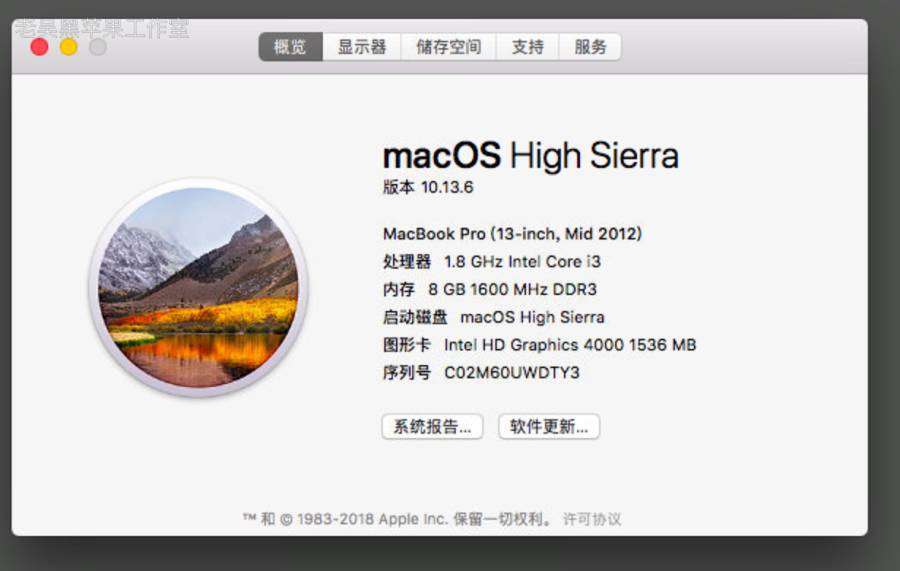 老吴黑苹果工作室
概览 显示器 储存空间 支持 服务
macOS High Sierra
版本 10.13.6
MacBook Pro (13-inch, Mid 2012)
处理器 1.8 GHz Intel Core i3
内存 8 GB 1600 MHz DDR3
启动磁盘 macOS High Sierra
图形卡 Intel HD Graphics 4000 1536 MB
序列号 C02M60UWDTY3
系统报告... 软件更新...
™ 和 © 1983-2018 Apple Inc. 保留一切权利。 许可协议